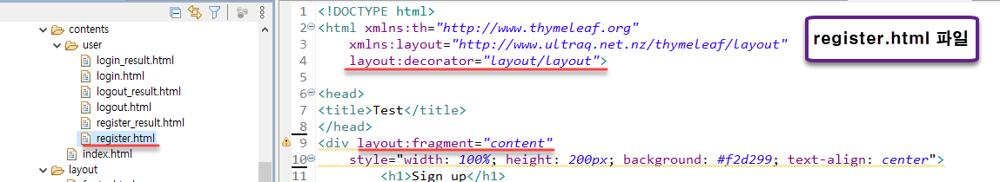 contents
user
login_result.html
login.html
logout_result.html
logout.html
register_result.html
register.html
index.html
layout
1 <!DOCTYPE html>
2 <html xmlns:th="http://www.thymeleaf.org"
3 xmlns:layout="http://www.ultraq.net.nz/thymeleaf/layout"
4 layout:decorator="layout/layout">
5
6 <head>
7 <title>Test</title>
8 </head>
9 <div layout:fragment="content"
10 style="width: 100%; height: 200px; background: #f2d299; text-align: center">
11 <h1>Sign up</h1>
register.html 파일